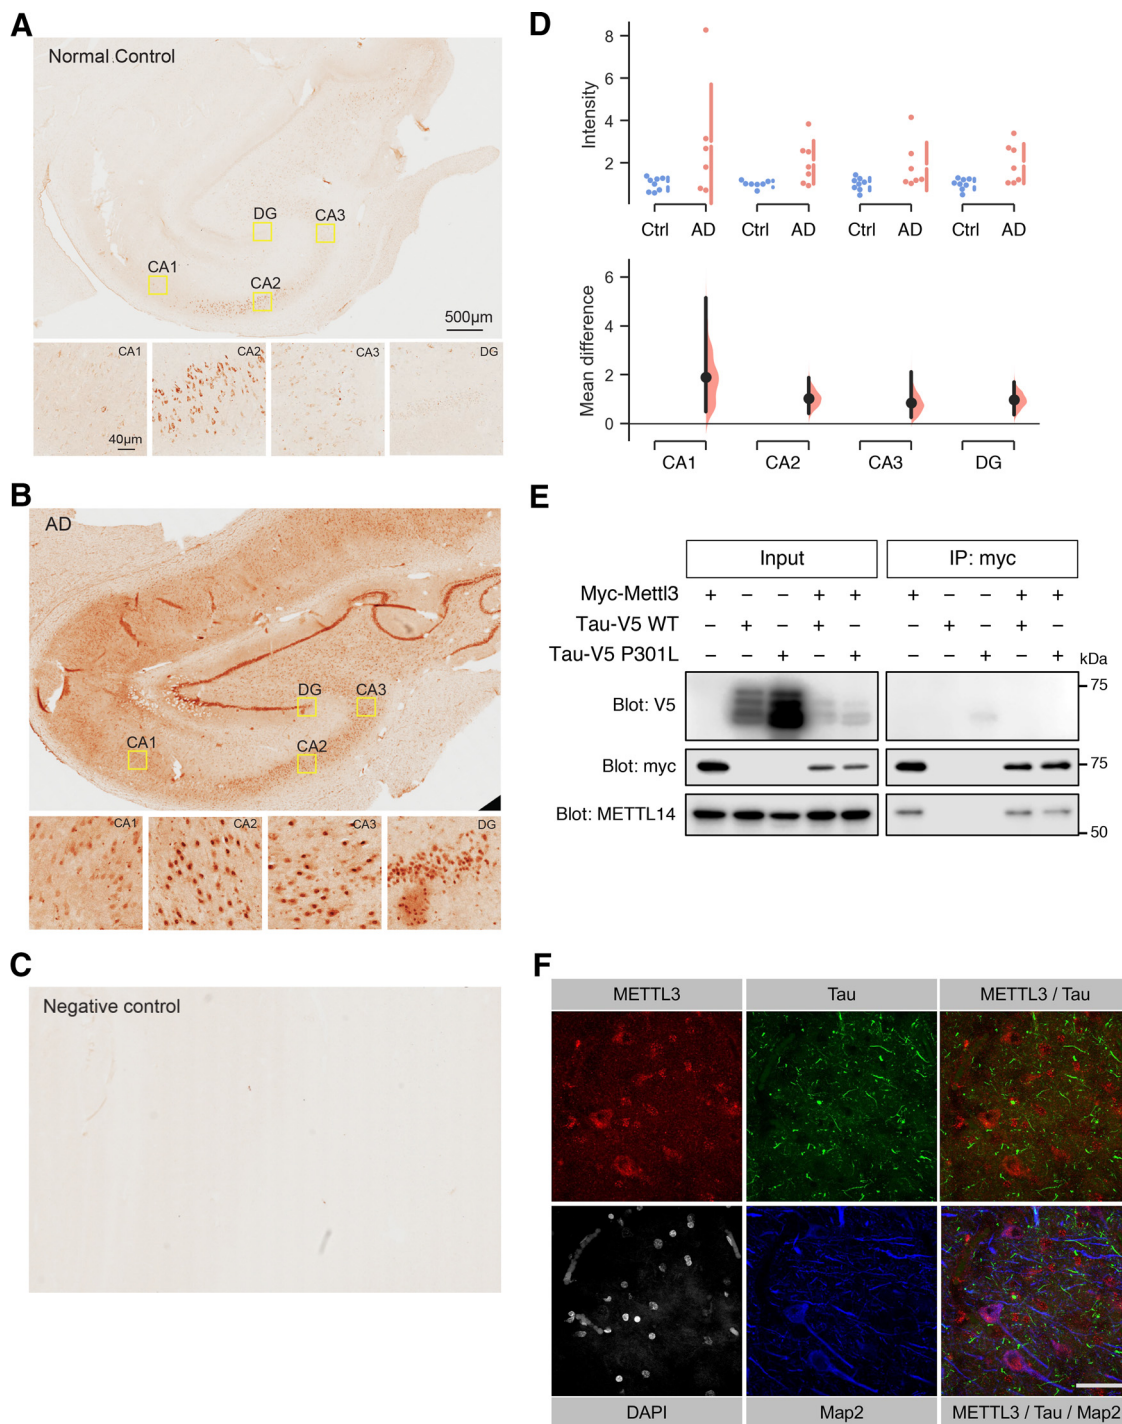 A
Normal Control
DG
CA3
CA1
CA2
500µm
CA1
CA2
CA3
DG
40µm
B
AD
DG
CA3
CA1
CA2
CA1
CA2
CA3
DG
C
Negative control
D
Intensity
8
6
4
2
Ctrl AD Ctrl AD Ctrl AD Ctrl AD
Mean difference
6
4
2
0
CA1 CA2 CA3 DG
E
Input IP: myc
Myc-Mettl3 + – – + + + – – + +
Tau-V5 WT – + – + – – + – + –
Tau-V5 P301L – – + – + – – + – +
kDa
Blot: V5
75
Blot: myc
75
Blot: METTL14
50
F
METTL3 Tau METTL3 / Tau
DAPI Map2 METTL3 / Tau / Map2